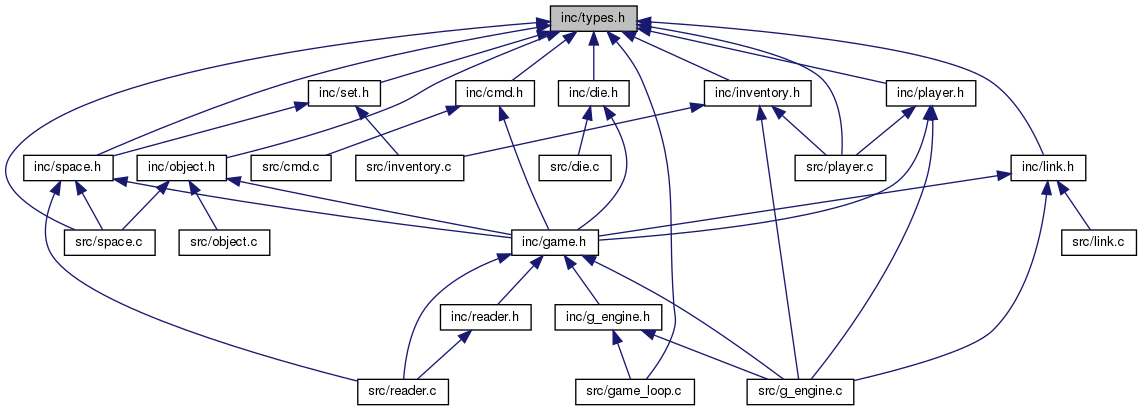 inc/types.h
inc/set.h
inc/cmd.h
inc/die.h
inc/inventory.h
inc/player.h
inc/space.h
inc/object.h
src/cmd.c
src/inventory.c
src/die.c
src/player.c
inc/link.h
src/space.c
src/object.c
inc/game.h
src/link.c
inc/reader.h
inc/g_engine.h
src/reader.c
src/game_loop.c
src/g_engine.c